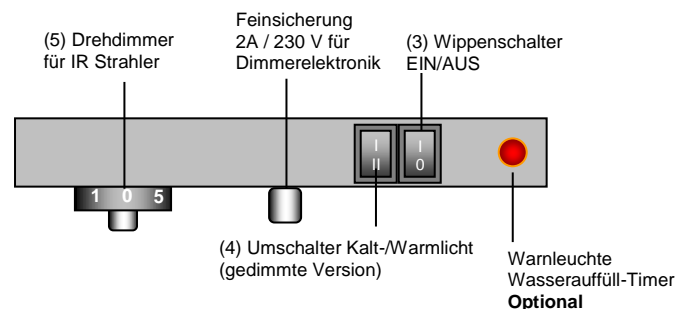 (5) Drehdimmer
für IR Strahler
Feinsicherung
2A / 230 V für
Dimmerelektronik
(3) Wippenschalter
EIN/AUS
I
II
I
0
1 0 5
(4) Umschalter Kalt-/Warmlicht
(gedimmte Version)
Warnleuchte
Wasserauffüll-Timer
Optional